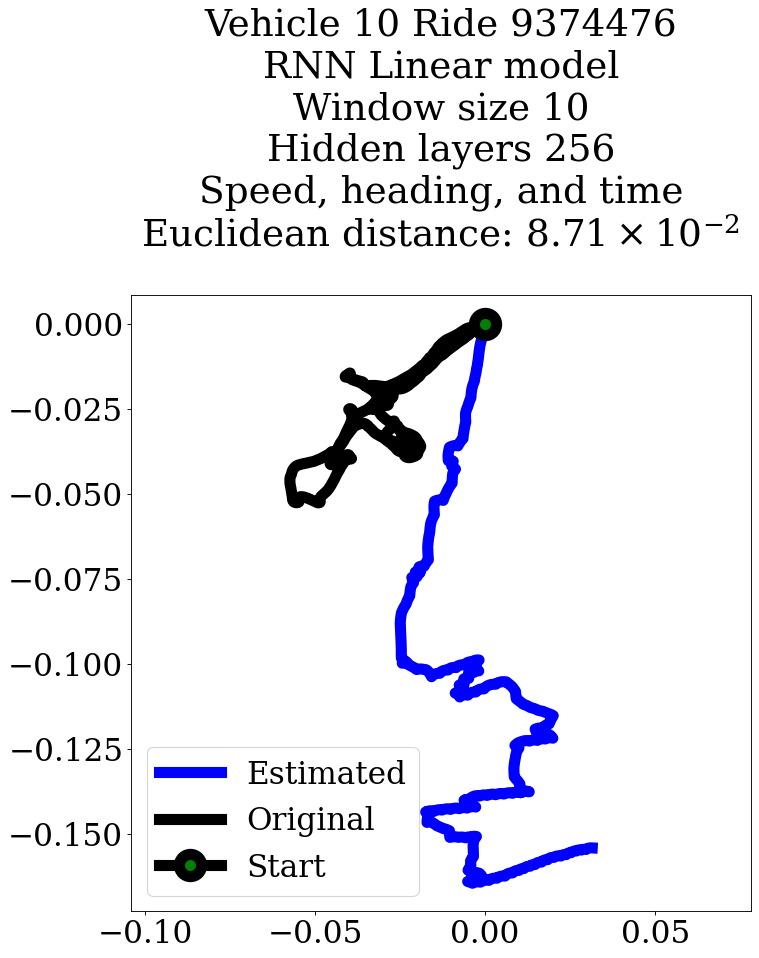 Vehicle 10 Ride 9374476
RNN Linear model
Window size 10
Hidden layers 256
Speed, heading, and time
Euclidean distance: 8.71 × 10⁻²
0.000
−0.025
−0.050
−0.075
−0.100
−0.125
−0.150
Estimated
Original
Start
−0.10 −0.05 0.00 0.05